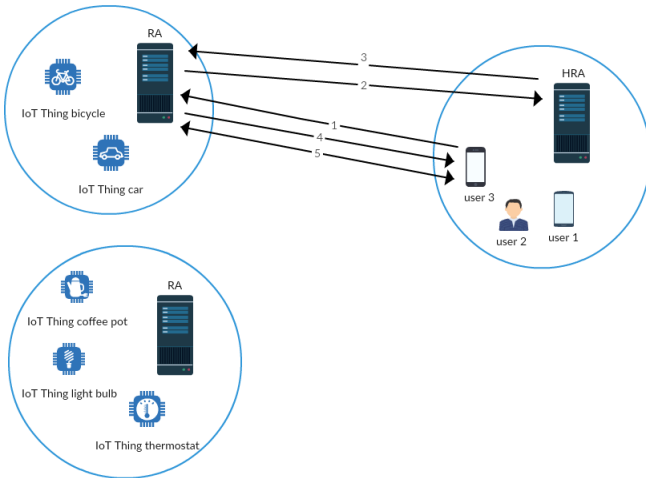 RA
3
HRA
2
IoT Thing bicycle
1
4
5
IoT Thing car
user 3
user 2
user 1
RA
IoT Thing coffee pot
IoT Thing light bulb
IoT Thing thermostat